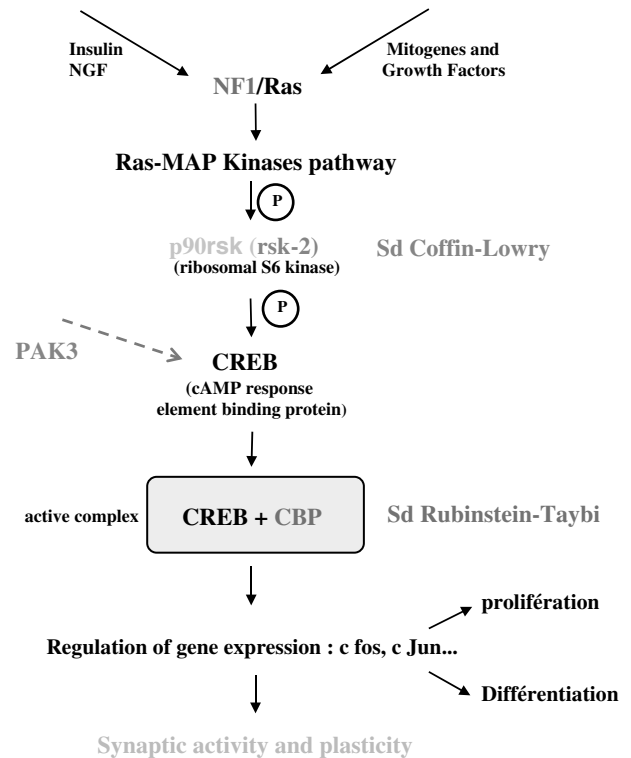 Insulin
NGF
Mitogenes and
Growth Factors
NF1/Ras
Ras-MAP Kinases pathway
P
p90rsk (rsk-2)
(ribosomal S6 kinase)
Sd Coffin-Lowry
P
PAK3
CREB
(cAMP response
element binding protein)
active complex
CREB + CBP
Sd Rubinstein-Taybi
prolifération
Regulation of gene expression : c fos, c Jun...
Différentiation
Synaptic activity and plasticity